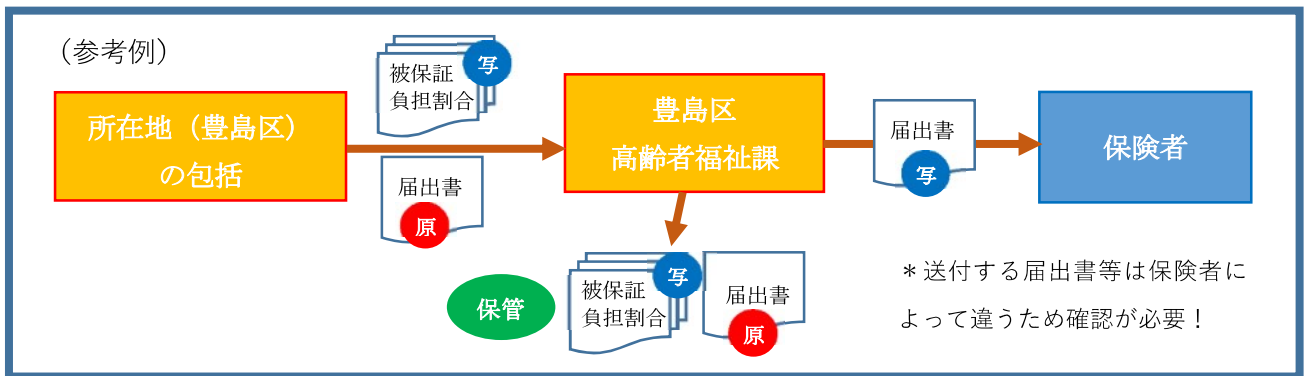 （参考例）
被保証
負担割合
写
所在地（豊島区）
の包括
届出書
原
豊島区
高齢者福祉課
届出書
写
保険者
保管
被保証
負担割合
写
届出書
原
＊送付する届出書等は保険者に
よって違うため確認が必要！